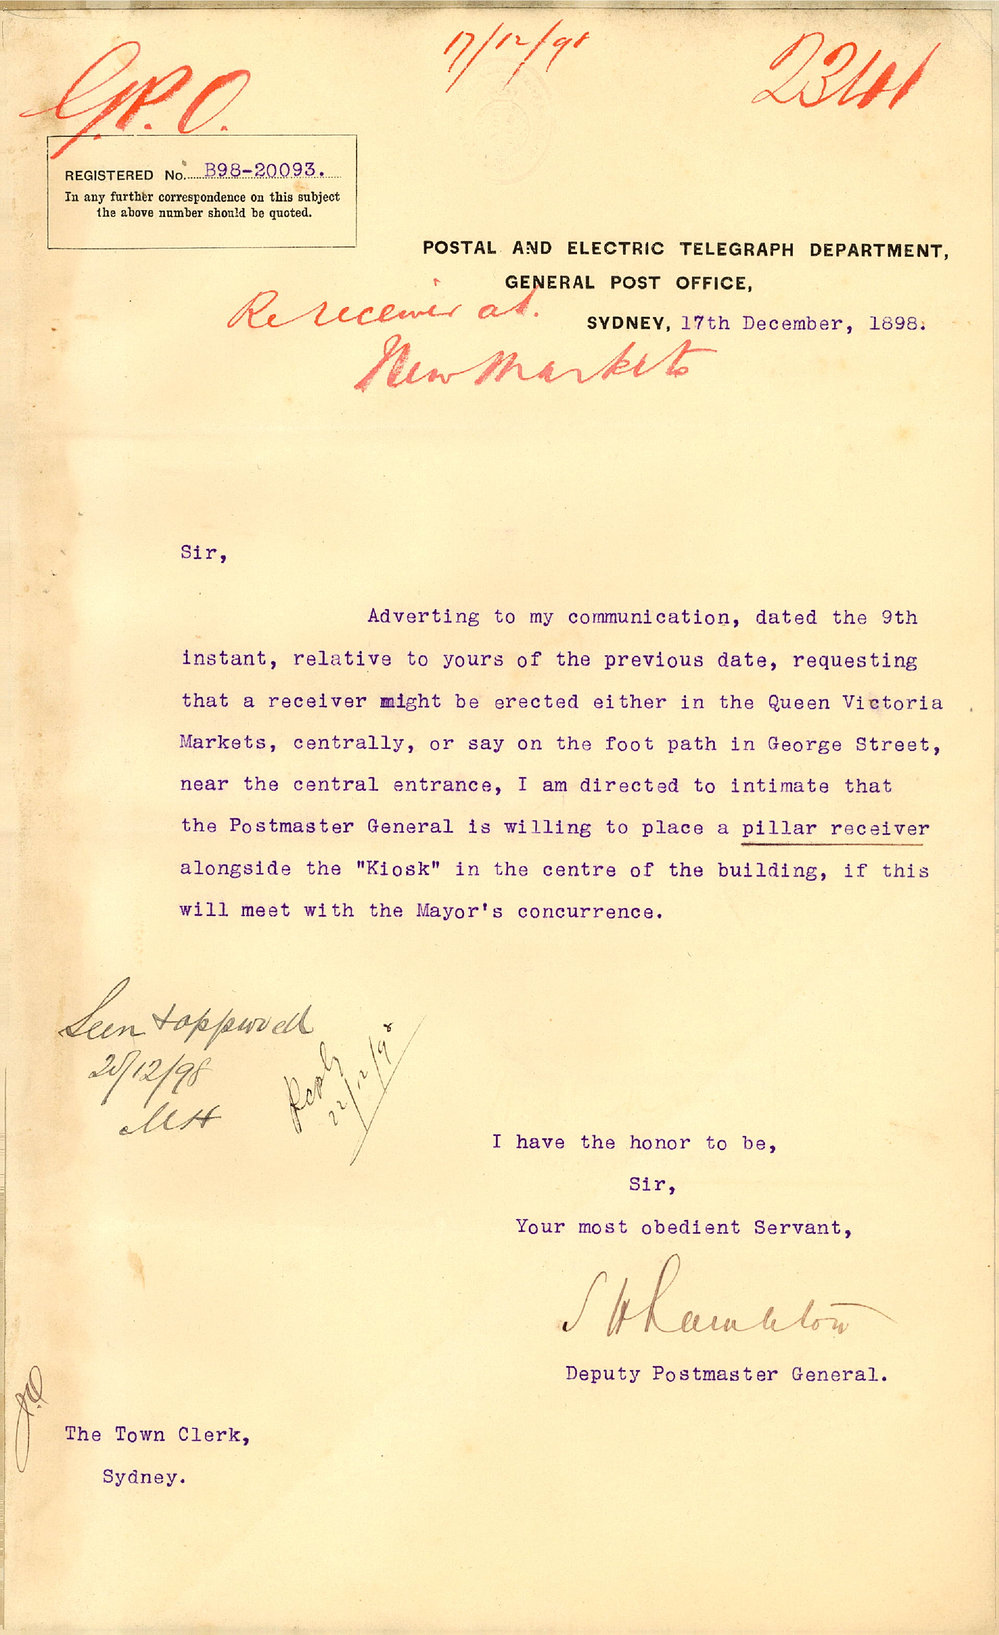 17/12/98
G.P.O.
REGISTERED No. B98-20093.
In any further correspondence on this subject
the above number should be quoted.
POSTAL AND ELECTRIC TELEGRAPH DEPARTMENT,
GENERAL POST OFFICE,
SYDNEY, 17th December, 1898.
Re receiver at.
New Markets
Sir,
Adverting to my communication, dated the 9th
instant, relative to yours of the previous date, requesting
that a receiver might be erected either in the Queen Victoria
Markets, centrally, or say on the foot path in George Street,
near the central entrance, I am directed to intimate that
the Postmaster General is willing to place a pillar receiver
alongside the "Kiosk" in the centre of the building, if this
will meet with the Mayor's concurrence.
Seen & approved
/12/98
MH
Reply
22/12/98
I have the honor to be,
Sir,
Your most obedient Servant,
S H Lambton
Deputy Postmaster General.
The Town Clerk,
Sydney.